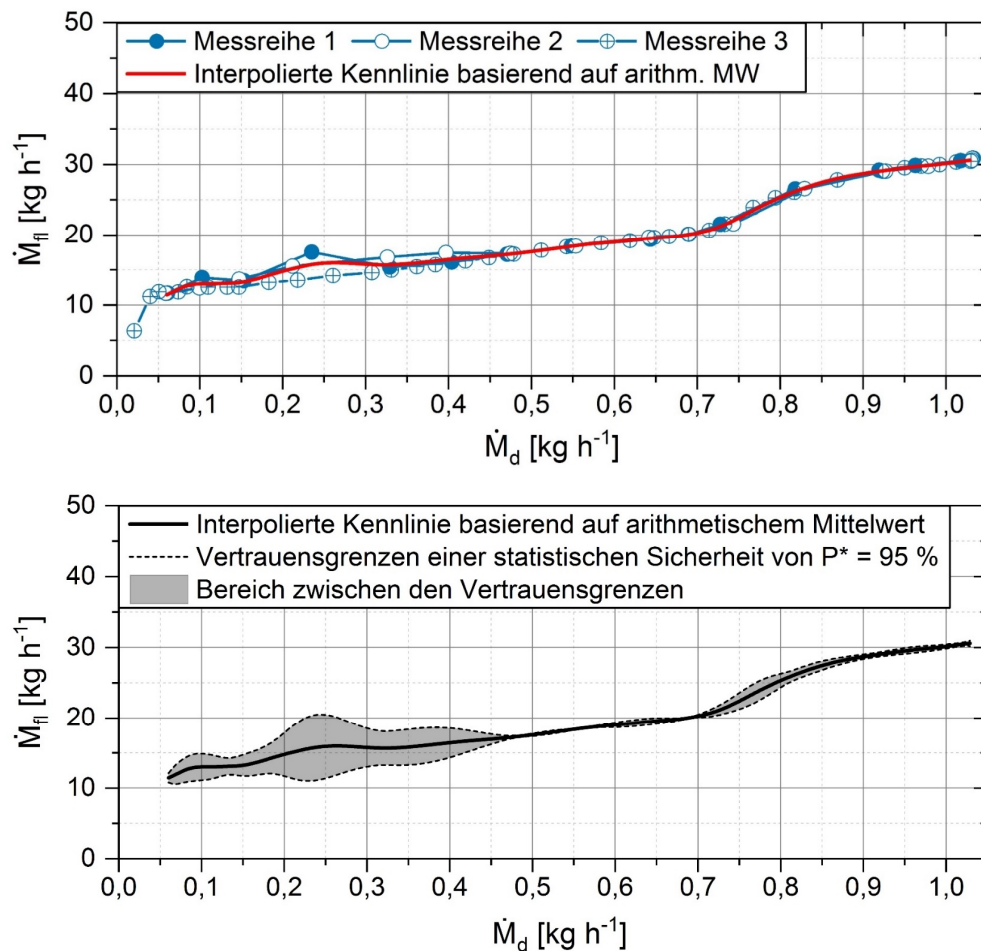 50
Messreihe 1 Messreihe 2 Messreihe 3
Interpolierte Kennlinie basierend auf arithm. MW
40
30
20
10
0
Ṁfl [kg h-1]
0,0 0,1 0,2 0,3 0,4 0,5 0,6 0,7 0,8 0,9 1,0
Ṁd [kg h-1]
50
Interpolierte Kennlinie basierend auf arithmetischem Mittelwert
Vertrauensgrenzen einer statistischen Sicherheit von P* = 95 %
Bereich zwischen den Vertrauensgrenzen
40
30
20
10
0
Ṁfl [kg h-1]
0,0 0,1 0,2 0,3 0,4 0,5 0,6 0,7 0,8 0,9 1,0
Ṁd [kg h-1]